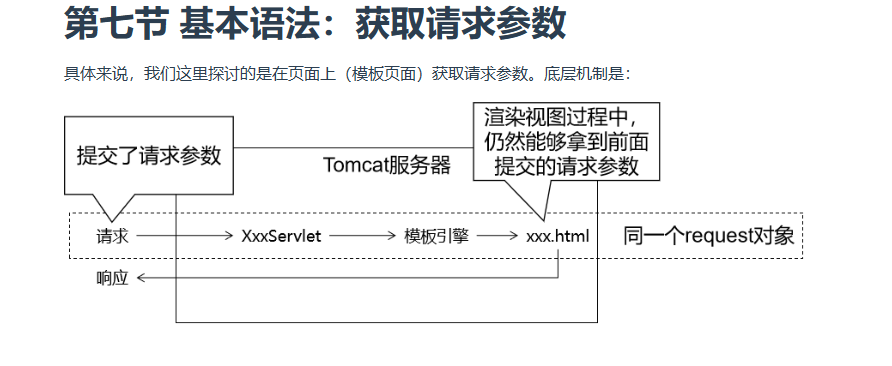 第七节 基本语法：获取请求参数
具体来说，我们这里探讨的是在页面上（模板页面）获取请求参数。底层机制是：
提交了请求参数
Tomcat服务器
渲染视图过程中，
仍然能够拿到前面
提交的请求参数
请求
XxxServlet
模板引擎
xxx.html
同一个request对象
响应